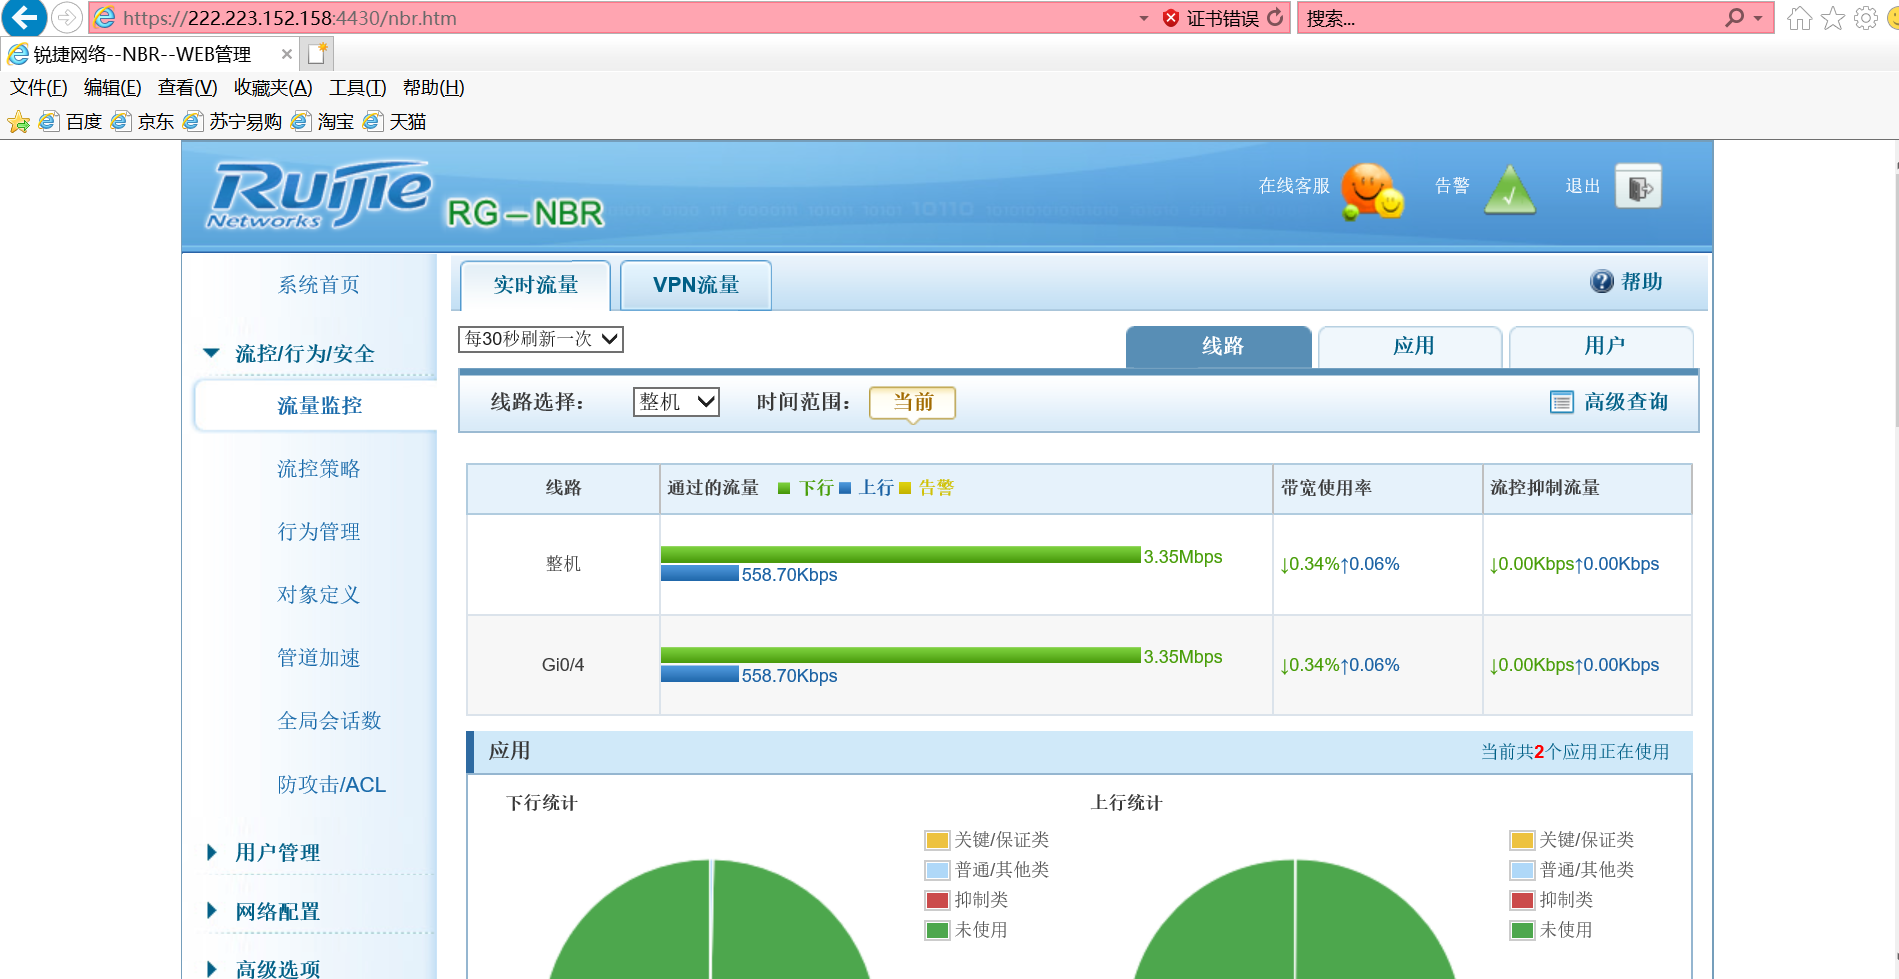 https://222.223.152.158:4430/nbr.htm
证书错误
搜索...
锐捷网络--NBR--WEB管理
文件(F) 编辑(E) 查看(V) 收藏夹(A) 工具(T) 帮助(H)
百度 京东 苏宁易购 淘宝 天猫
Ruijie Networks
RG-NBR
在线客服
告警
退出
系统首页
流控/行为/安全
流量监控
流控策略
行为管理
对象定义
管道加速
全局会话数
防攻击/ACL
用户管理
网络配置
高级选项
实时流量
VPN流量
帮助
每30秒刷新一次
线路
应用
用户
线路选择：
整机
时间范围：
当前
高级查询
线路 通过的流量 下行 上行 告警 带宽使用率 流控抑制流量
整机 3.35Mbps 558.70Kbps ↓0.34%↑0.06% ↓0.00Kbps↑0.00Kbps
Gi0/4 3.35Mbps 558.70Kbps ↓0.34%↑0.06% ↓0.00Kbps↑0.00Kbps
应用
当前共2个应用正在使用
下行统计
关键/保证类
普通/其他类
抑制类
未使用
上行统计
关键/保证类
普通/其他类
抑制类
未使用